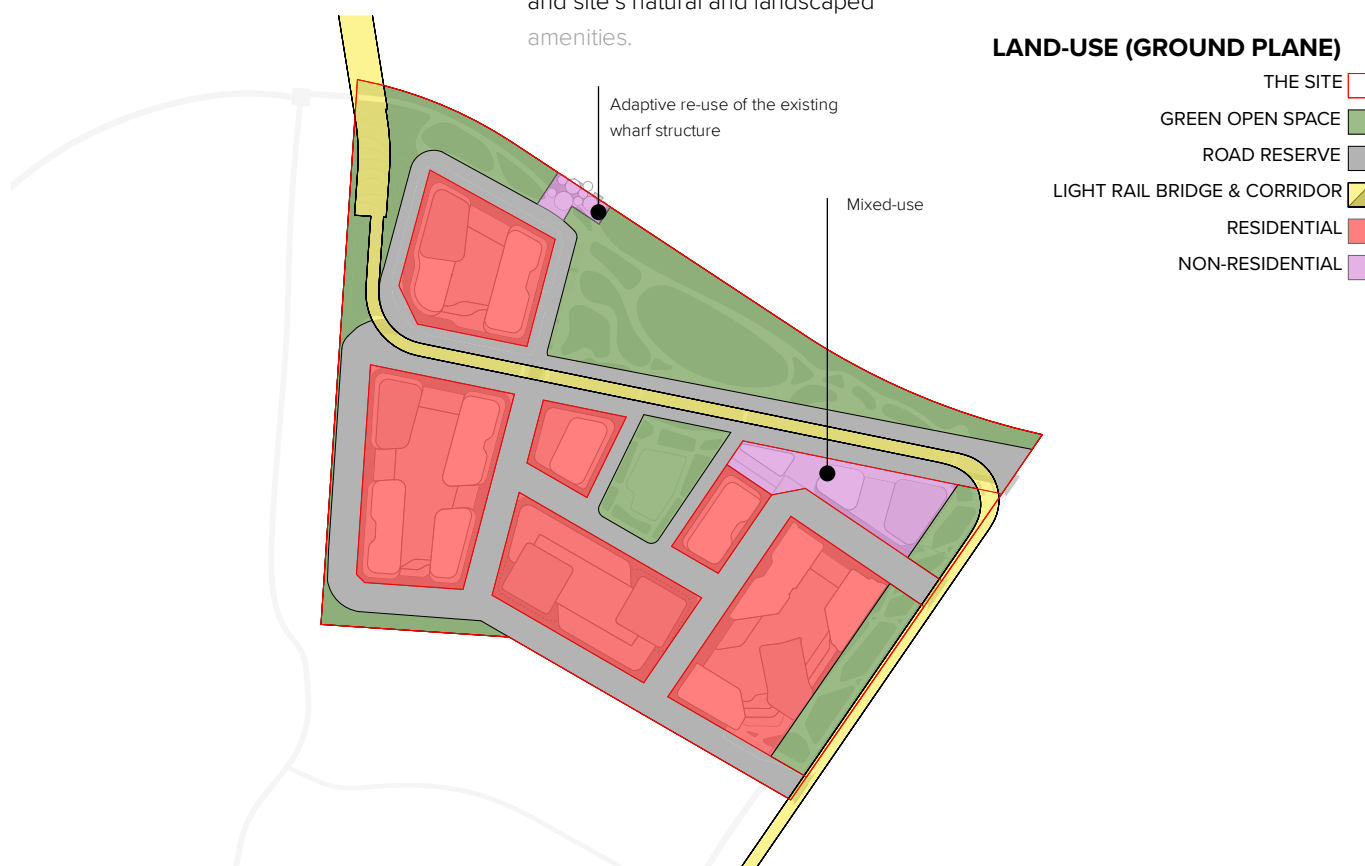 and site's natural and landscaped
amenities.
LAND-USE (GROUND PLANE)
THE SITE
GREEN OPEN SPACE
ROAD RESERVE
LIGHT RAIL BRIDGE & CORRIDOR
RESIDENTIAL
NON-RESIDENTIAL
Adaptive re-use of the existing
wharf structure
Mixed-use